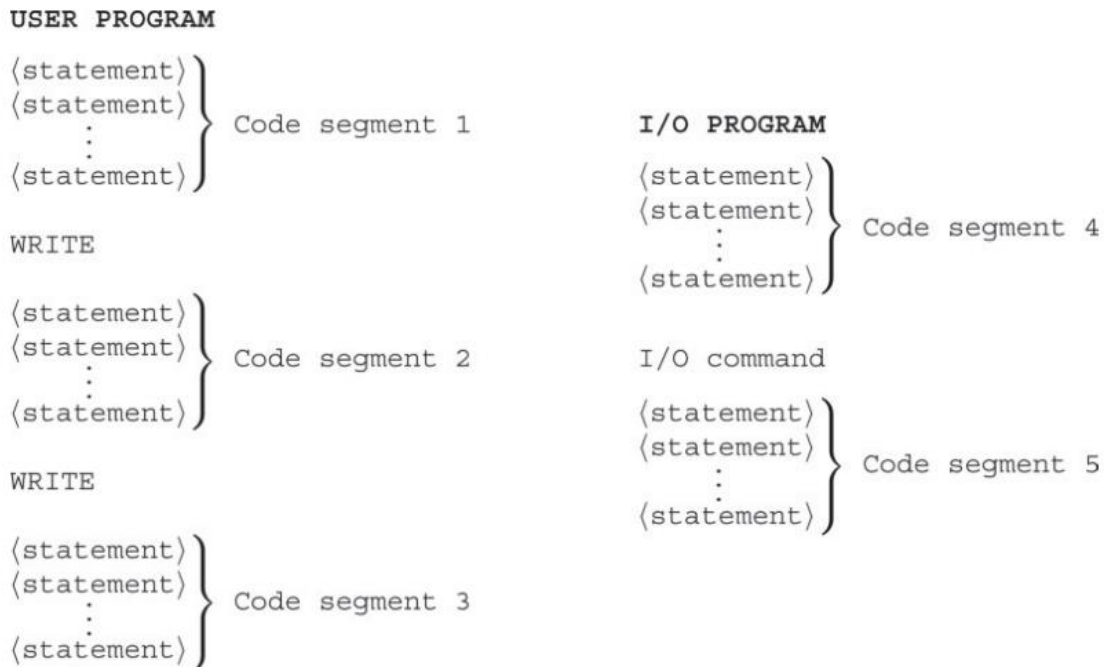 USER PROGRAM
⟨statement⟩
⟨statement⟩
⋮
Code segment 1
⟨statement⟩
WRITE
⟨statement⟩
⟨statement⟩
⋮
Code segment 2
⟨statement⟩
WRITE
⟨statement⟩
⟨statement⟩
⋮
Code segment 3
⟨statement⟩
I/O PROGRAM
⟨statement⟩
⟨statement⟩
⋮
Code segment 4
⟨statement⟩
I/O command
⟨statement⟩
⟨statement⟩
⋮
Code segment 5
⟨statement⟩